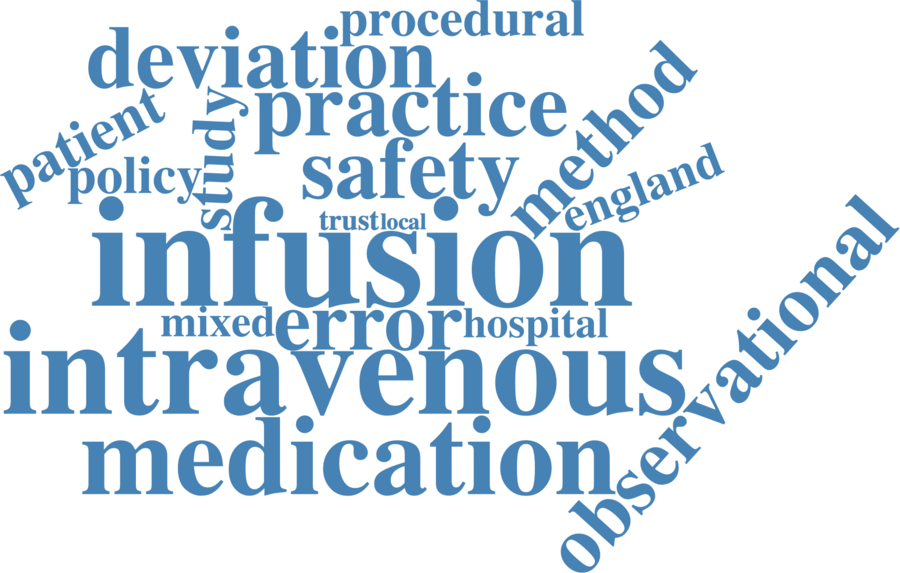 procedural
deviation
practice
method
patient
study
policy
safety
england
trust
local
infusion
observational
mixed
error
hospital
intravenous
medication